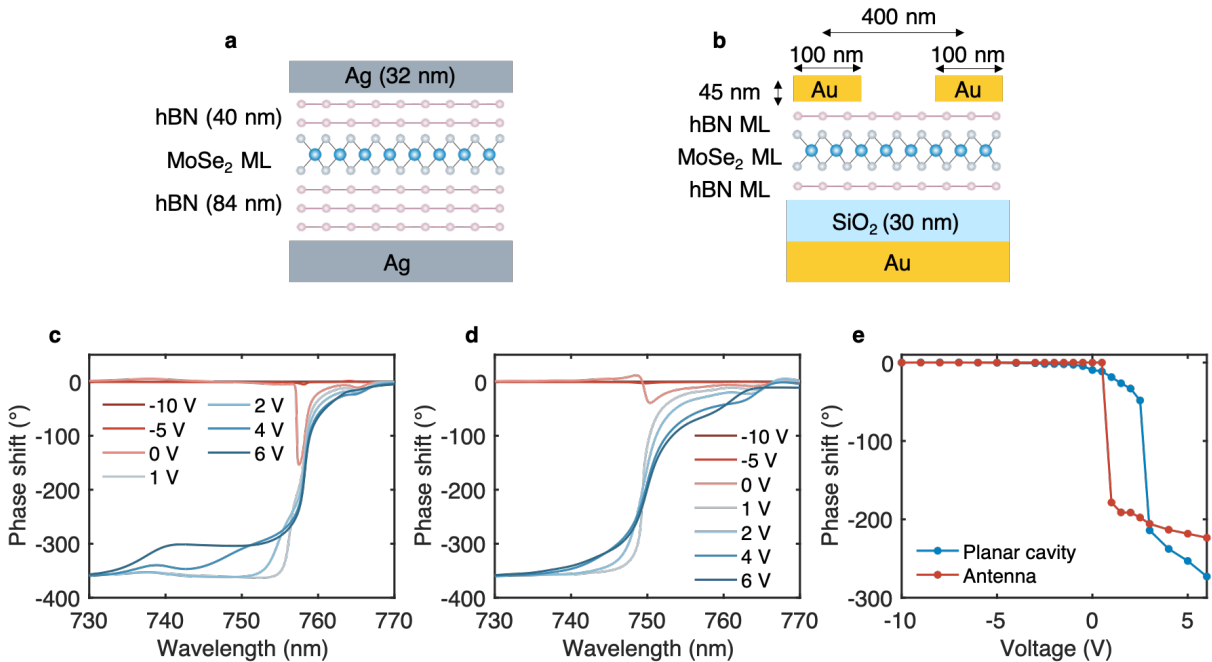 a
Ag (32 nm)
hBN (40 nm)
MoSe₂ ML
hBN (84 nm)
Ag
b
400 nm
100 nm
100 nm
45 nm
Au
Au
hBN ML
MoSe₂ ML
hBN ML
SiO₂ (30 nm)
Au
c
0
-100
-200
-300
-400
Phase shift (°)
-10 V
-5 V
0 V
1 V
2 V
4 V
6 V
730
740
750
760
770
Wavelength (nm)
d
0
-100
-200
-300
-400
Phase shift (°)
-10 V
-5 V
0 V
1 V
2 V
4 V
6 V
730
740
750
760
770
Wavelength (nm)
e
0
-100
-200
-300
Phase shift (°)
Planar cavity
Antenna
-10
-5
0
5
Voltage (V)